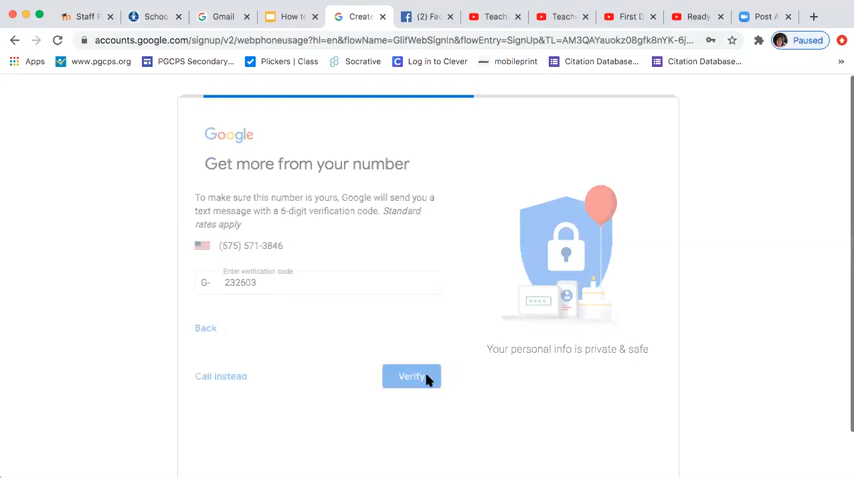 Staff P
Schoo
Gmail
How to
Create
(2) Fac
Teach
Teach
First D
Ready
Post A
accounts.google.com/signup/v2/webphoneusage?hl=en&flowName=GlifWebSignIn&flowEntry=SignUp&TL=AM3QAYauokz08gfk8nYK-6j...
Paused
Apps
www.pgcps.org
PGCPS Secondary...
Plickers | Class
Socrative
Log in to Clever
mobileprint
Citation Database...
Citation Database...
»
Google
Get more from your number
To make sure this number is yours, Google will send you a
text message with a 6-digit verification code. Standard
rates apply
(575) 571-3846
Enter verification code
G- 232603
Back
Call instead
Verify
Your personal info is private & safe